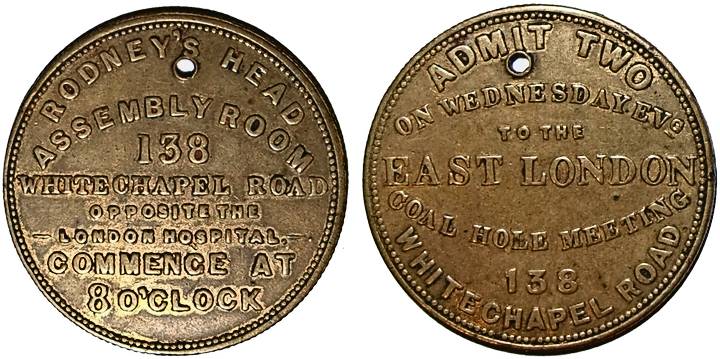 RODNEY'S HEAD
ASSEMBLY ROOM
138
WHITECHAPEL ROAD
OPPOSITE THE
LONDON HOSPITAL.
COMMENCE AT
8 O'CLOCK
ADMIT TWO
ON WEDNESDAY EVG
TO THE
EAST LONDON
COAL HOLE MEETING
138
WHITECHAPEL ROAD.